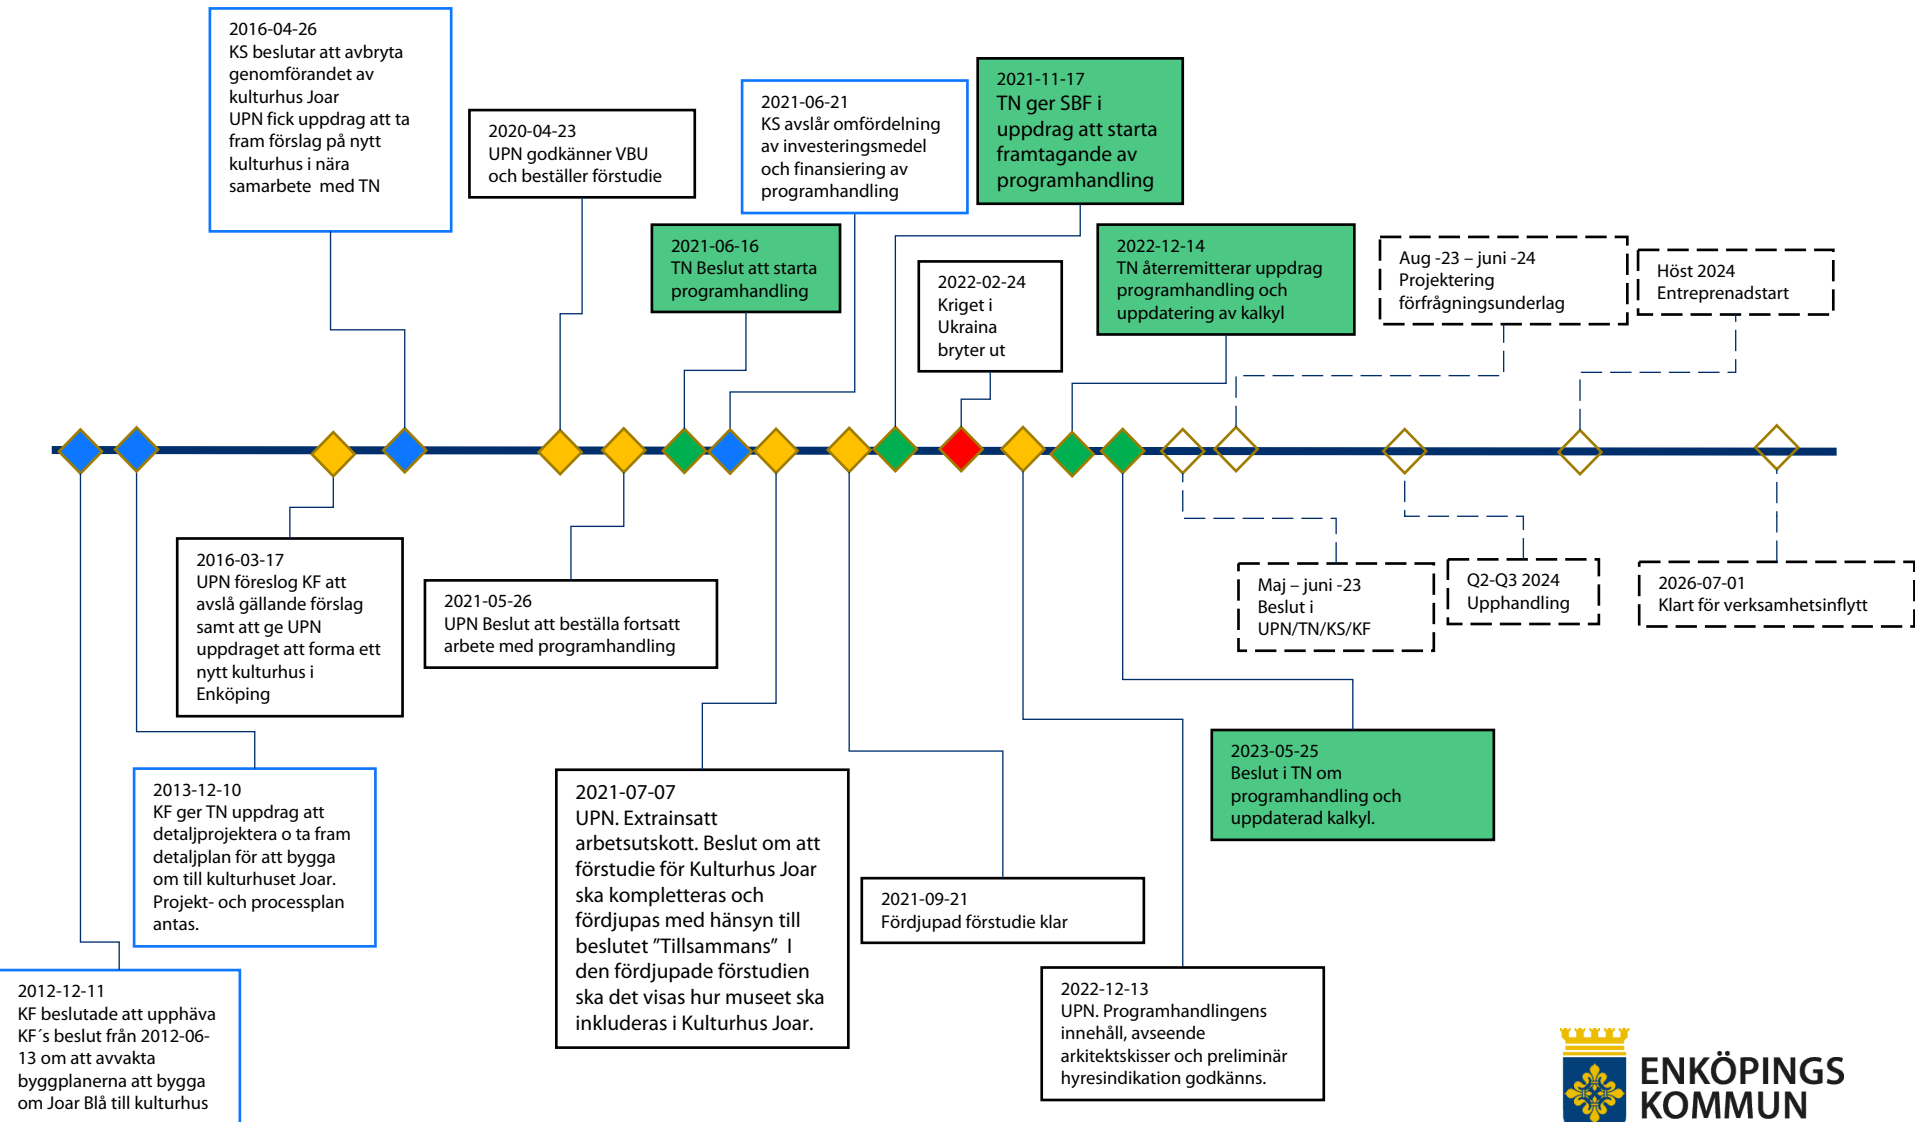 2016-04-26
KS beslutar att avbryta
genomförandet av
kulturhus Joar
UPN fick uppdrag att ta
fram förslag på nytt
kulturhus i nära
samarbete med TN
2020-04-23
UPN godkänner VBU
och beställer förstudie
2021-06-16
TN Beslut att starta
programhandling
2021-06-21
KS avslår omfördelning
av investeringsmedel
och finansiering av
programhandling
2021-11-17
TN ger SBF i
uppdrag att starta
framtagande av
programhandling
2022-02-24
Kriget i
Ukraina
bryter ut
2022-12-14
TN återremitterar uppdrag
programhandling och
uppdatering av kalkyl
Aug -23 – juni -24
Projektering
förfrågningsunderlag
Höst 2024
Entreprenadstart
2016-03-17
UPN föreslog KF att
avslå gällande förslag
samt att ge UPN
uppdraget att forma ett
nytt kulturhus i
Enköping
2021-05-26
UPN Beslut att beställa fortsatt
arbete med programhandling
Maj – juni -23
Beslut i
UPN/TN/KS/KF
Q2-Q3 2024
Upphandling
2026-07-01
Klart för verksamhetsinflytt
2013-12-10
KF ger TN uppdrag att
detaljprojektera o ta fram
detaljplan för att bygga
om till kulturhuset Joar.
Projekt- och processplan
antas.
2021-07-07
UPN. Extrainsatt
arbetsutskott. Beslut om att
förstudie för Kulturhus Joar
ska kompletteras och
fördjupas med hänsyn till
beslutet ”Tillsammans” I
den fördjupade förstudien
ska det visas hur museet ska
inkluderas i Kulturhus Joar.
2021-09-21
Fördjupad förstudie klar
2023-05-25
Beslut i TN om
programhandling och
uppdaterad kalkyl.
2012-12-11
KF beslutade att upphäva
KF´s beslut från 2012-06-
13 om att avvakta
byggplanerna att bygga
om Joar Blå till kulturhus
2022-12-13
UPN. Programhandlingens
innehåll, avseende
arkitektskisser och preliminär
hyresindikation godkänns.
ENKÖPINGS
KOMMUN